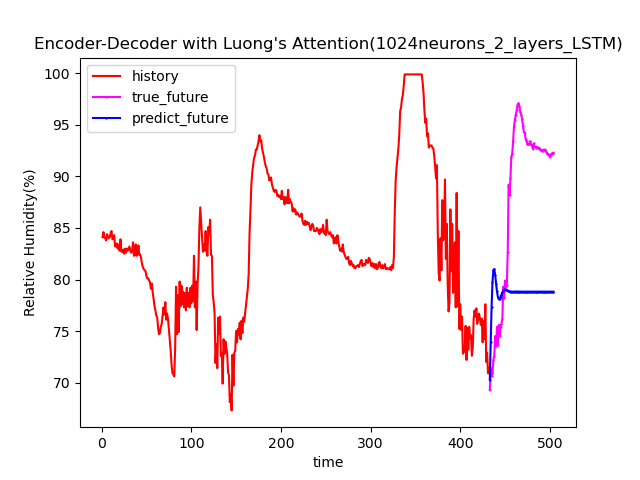 Encoder-Decoder with Luong's Attention(1024neurons_2_layers_LSTM)
history
true_future
predict_future
Relative Humidity(%)
100
95
90
85
80
75
70
0
100
200
300
400
500
time